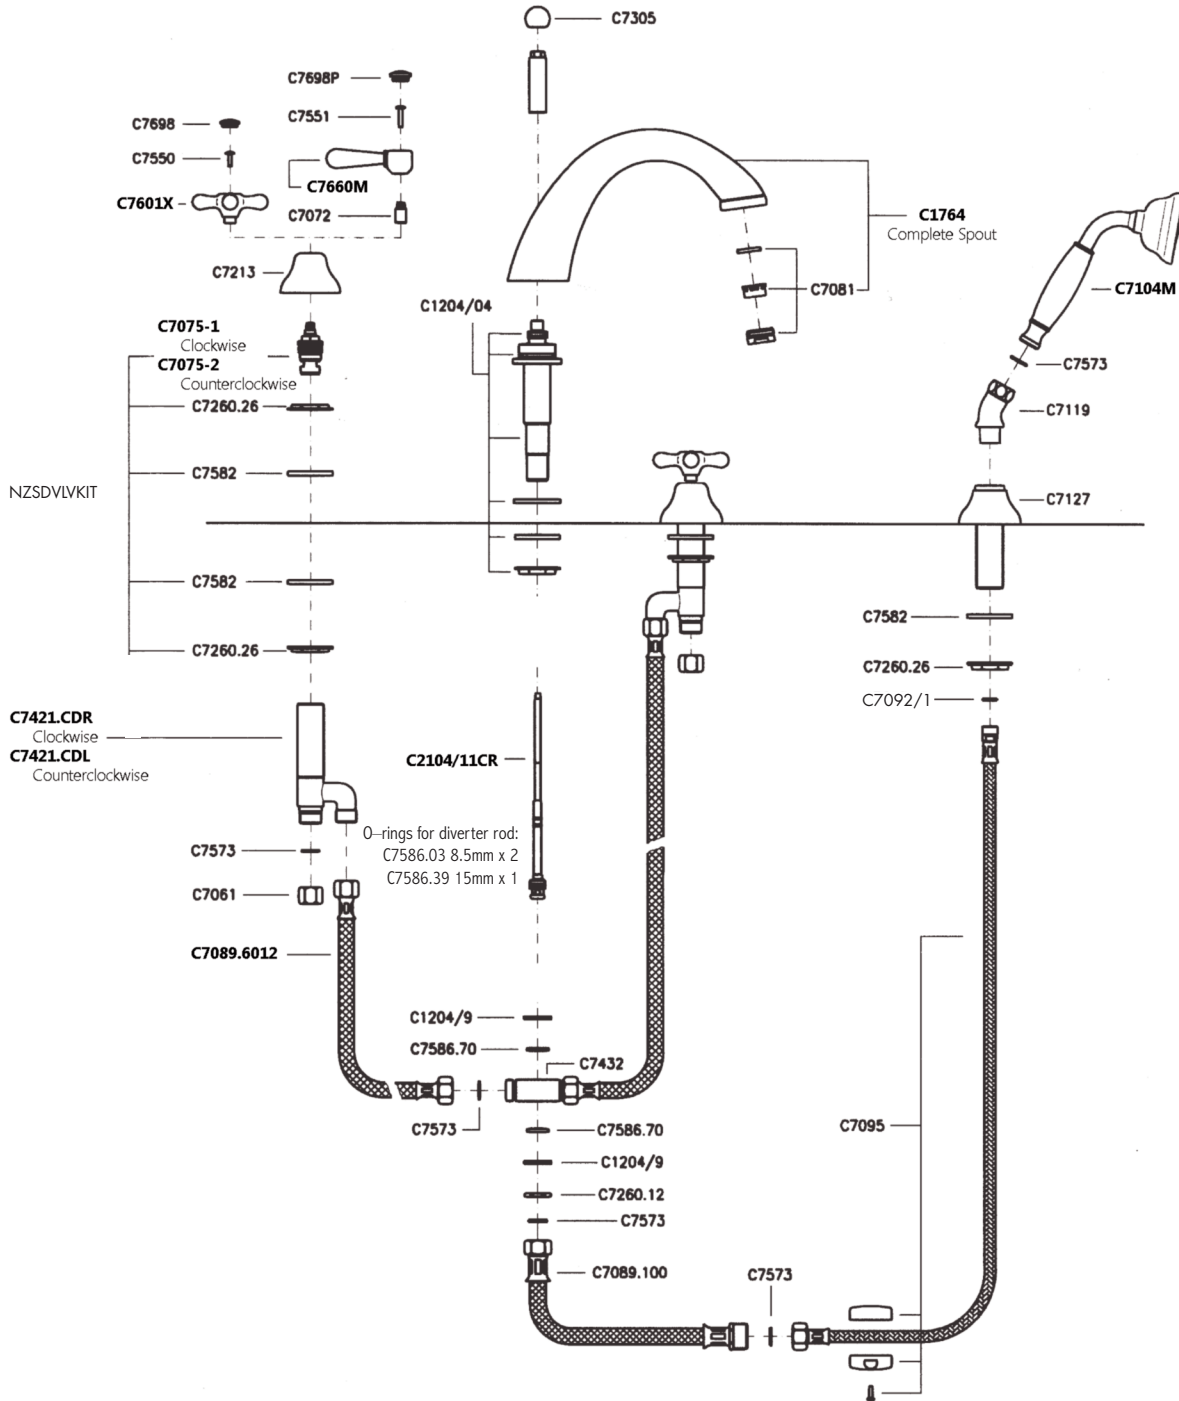 C7305
C7698P
C7551
C7698
C7550
C7660M
C7601X
C7072
C1764
Complete Spout
C7213
C7081
C7104M
C1204/04
C7075-1
Clockwise
C7075-2
Counterclockwise
C7573
C7260.26
C7119
C7582
NZSDVLVKIT
C7127
C7582
C7582
C7260.26
C7260.26
C7092/1
C7421.CDR
Clockwise
C7421.CDL
Counterclockwise
C2104/11CR
O-rings for diverter rod:
C7586.03 8.5mm x 2
C7586.39 15mm x 1
C7573
C7061
C7089.6012
C1204/9
C7586.70
C7432
C7573
C7586.70
C7095
C1204/9
C7260.12
C7573
C7089.100
C7573